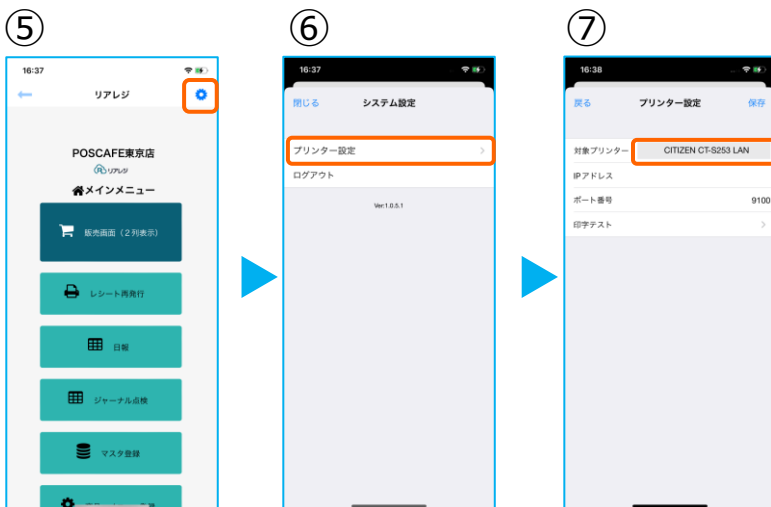 ⑤
16:37
リアレジ
POSCAFE東京店
リアレジ
メインメニュー
販売画面(2列表示)
レシート再発行
日報
ジャーナル点検
マスタ登録
⑥
16:37
閉じる
システム設定
プリンター設定
ログアウト
Ver:1.0.5.1
⑦
16:38
戻る
プリンター設定
保存
対象プリンター
CITIZEN CT-S253 LAN
IPアドレス
ポート番号
9100
印字テスト